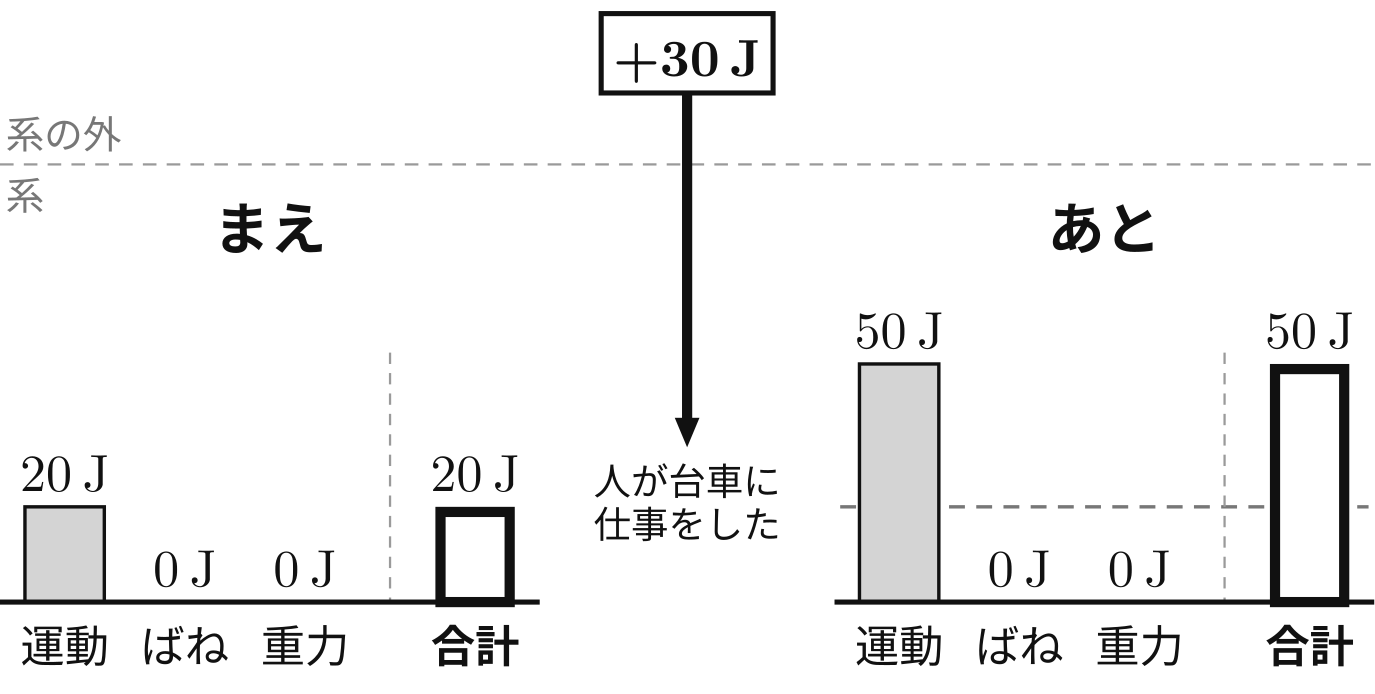 +30 J
系の外
系
まえ
あと
50 J
50 J
20 J
20 J
人が台車に
仕事をした
0 J
0 J
0 J
0 J
運動
ばね
重力
合計
運動
ばね
重力
合計